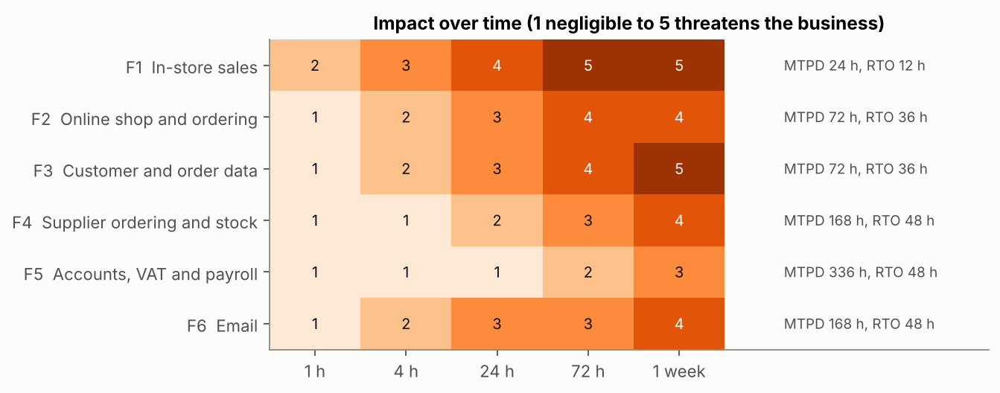 Impact over time (1 negligible to 5 threatens the business)
F1 In-store sales 2 3 4 5 5 MTPD 24 h, RTO 12 h
F2 Online shop and ordering 1 2 3 4 4 MTPD 72 h, RTO 36 h
F3 Customer and order data 1 2 3 4 5 MTPD 72 h, RTO 36 h
F4 Supplier ordering and stock 1 1 2 3 4 MTPD 168 h, RTO 48 h
F5 Accounts, VAT and payroll 1 1 1 2 3 MTPD 336 h, RTO 48 h
F6 Email 1 2 3 3 4 MTPD 168 h, RTO 48 h
1 h 4 h 24 h 72 h 1 week